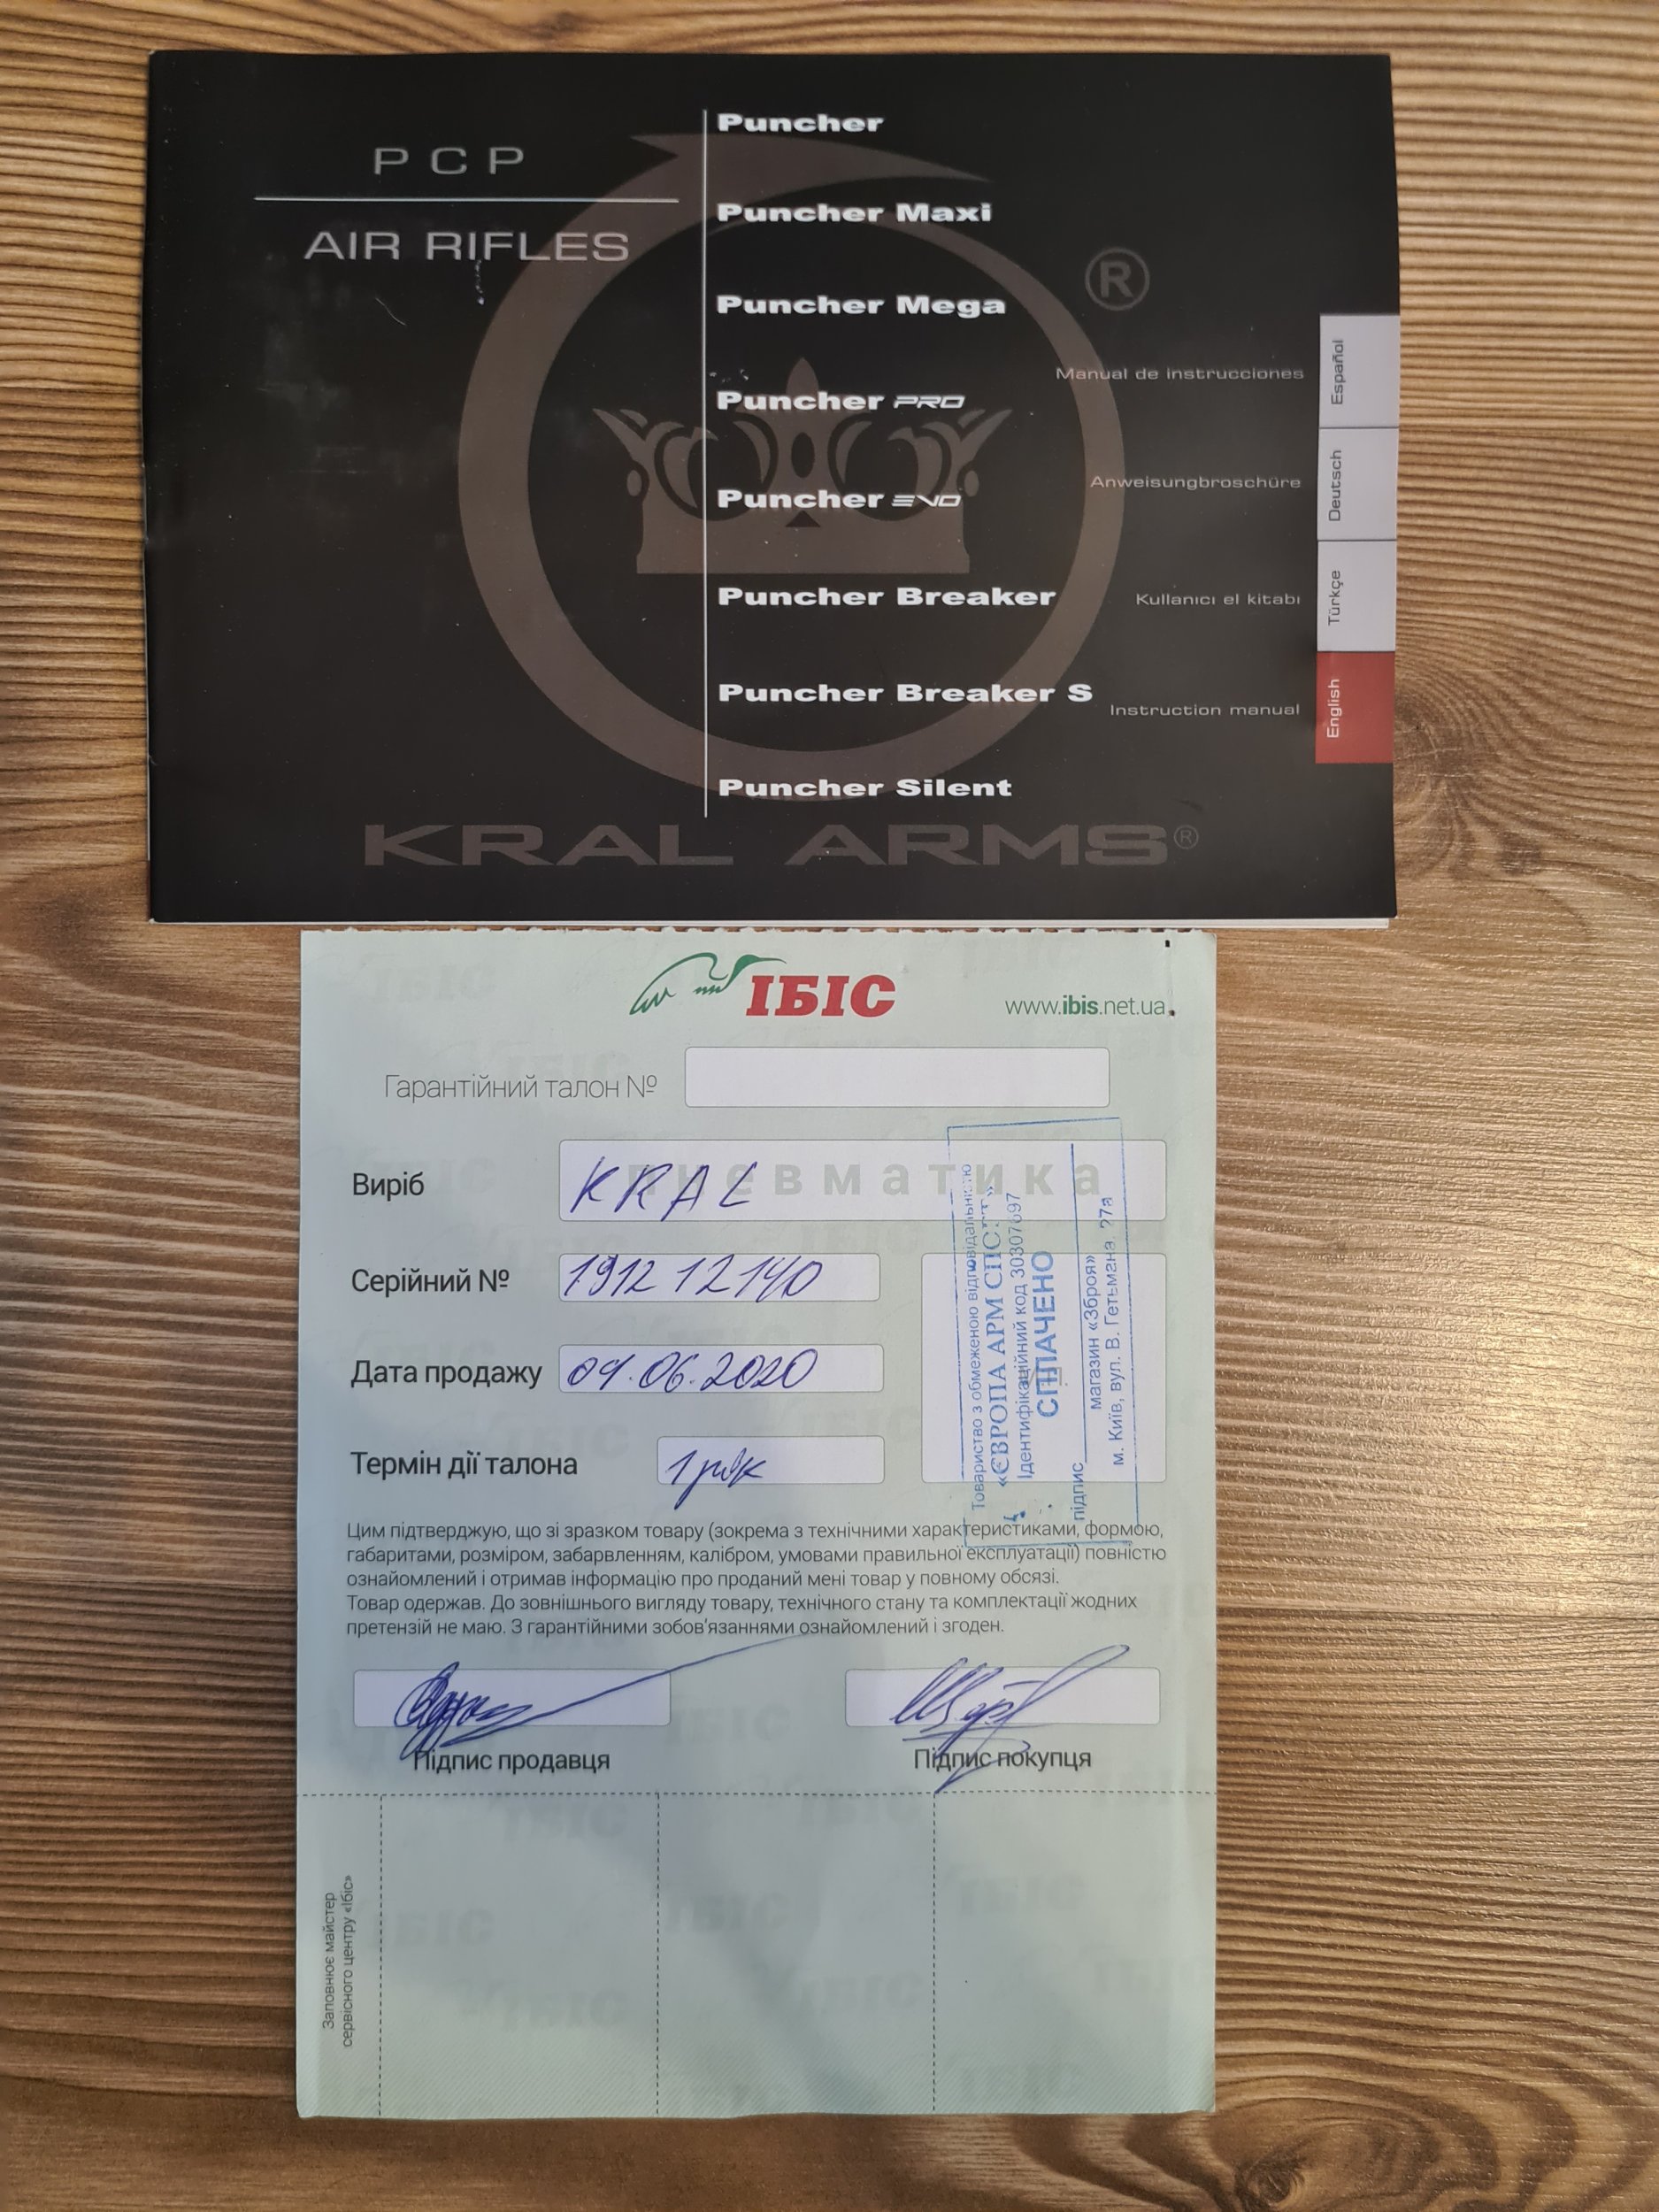 PCP
AIR RIFLES
Puncher
Puncher Maxi
Puncher Mega
Puncher PRO
Puncher EVO
Puncher Breaker
Puncher Breaker S
Puncher Silent
®
Manual de instrucciones
Español
Anweisungbroschüre
Deutsch
Kullanıcı el kitabı
Türkçe
Instruction manual
English
KRAL ARMS®
ІБІС
www.ibis.net.ua
Гарантійний талон №
Виріб
пневматика
KRAL
Серійний №
191212140
Дата продажу
09.06.2020
Термін дії талона
1 рік
Товариство з обмеженою відповідальністю
«ЄВРОПА АРМ СПОРТ»
Ідентифікаційний код 30307697
СПЛАЧЕНО
підпис
магазин «Зброя»
м. Київ, вул. В. Гетьмана, 27а
Цим підтверджую, що зі зразком товару (зокрема з технічними характеристиками, формою,
габаритами, розміром, забарвленням, калібром, умовами правильної експлуатації) повністю
ознайомлений і отримав інформацію про проданий мені товар у повному обсязі.
Товар одержав. До зовнішнього вигляду товару, технічного стану та комплектації жодних
претензій не маю. З гарантійними зобов'язаннями ознайомлений і згоден.
Підпис продавця
Підпис покупця
Заповнює майстер
сервісного центру «Ібіс»